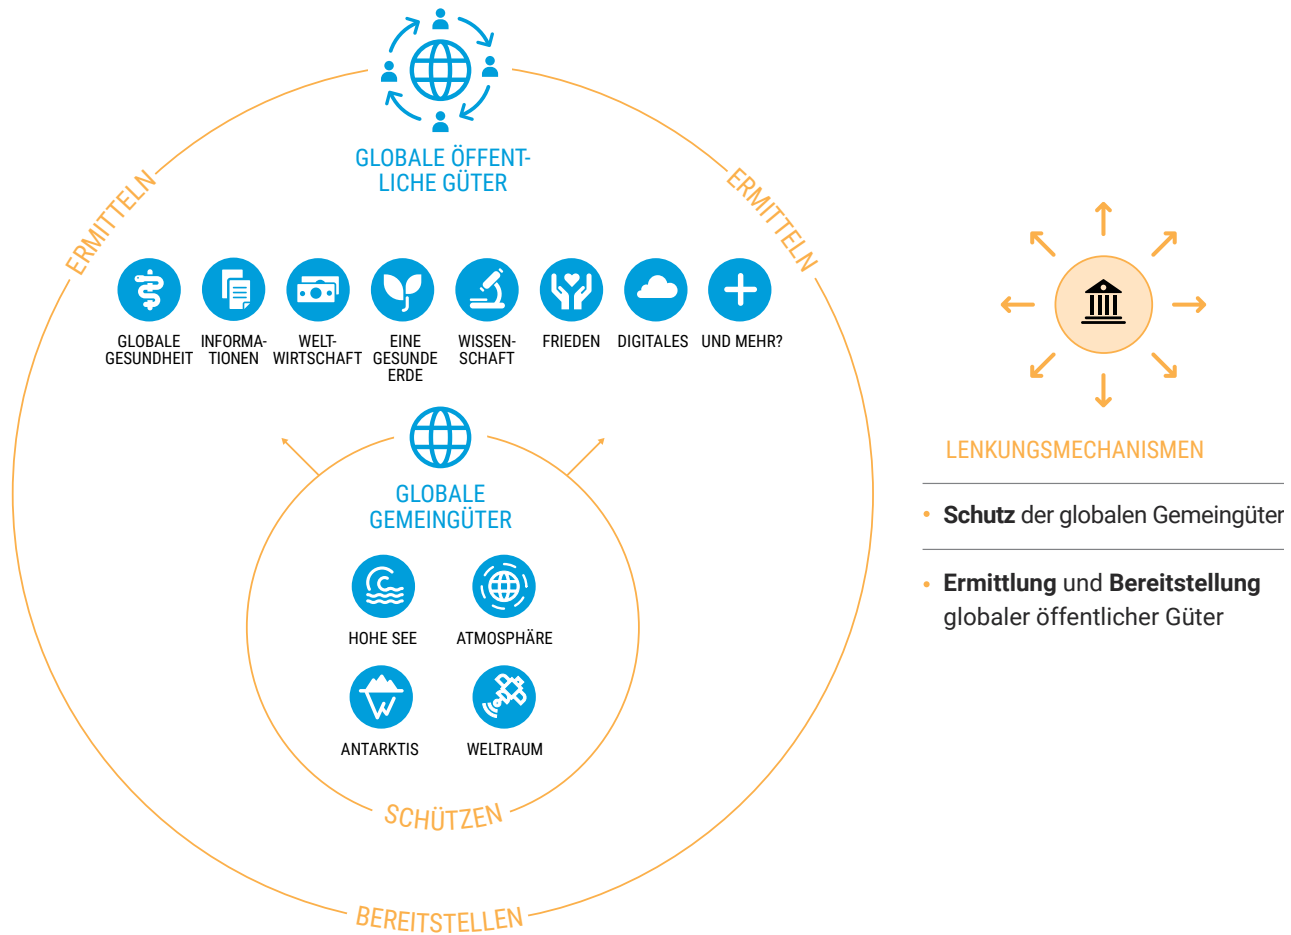 GLOBALE ÖFFENT-
LICHE GÜTER
ERMITTELN
ERMITTELN
GLOBALE
GESUNDHEIT
INFORMA-
TIONEN
WELT-
WIRTSCHAFT
EINE
GESUNDE
ERDE
WISSEN-
SCHAFT
FRIEDEN
DIGITALES
UND MEHR?
GLOBALE
GEMEINGÜTER
HOHE SEE
ATMOSPHÄRE
ANTARKTIS
WELTRAUM
SCHÜTZEN
BEREITSTELLEN
LENKUNGSMECHANISMEN
• Schutz der globalen Gemeingüter
• Ermittlung und Bereitstellung
globaler öffentlicher Güter